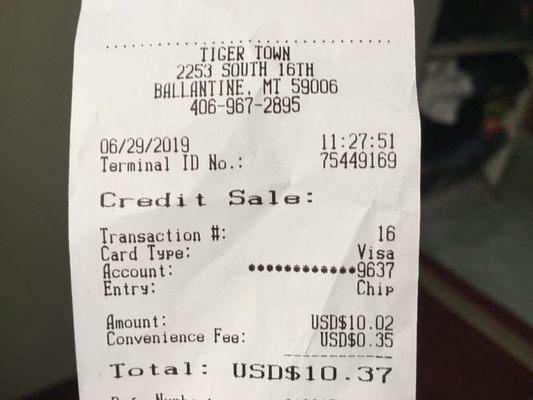 TIGER TOWN
2253 SOUTH 16TH
BALLANTINE, MT 59006
406-967-2895
06/29/2019 11:27:51
Terminal ID No.: 75449169
Credit Sale:
Transaction #: 16
Card Type: Visa
Account: ************9637
Entry: Chip
Amount: USD$10.02
Convenience Fee: USD$0.35
Total: USD$10.37